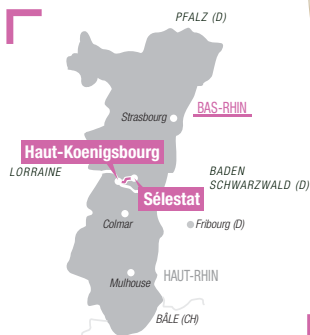 PFALZ (D)
Strasbourg
BAS-RHIN
Haut-Koenigsbourg
LORRAINE
BADEN
SCHWARZWALD (D)
Sélestat
Colmar
Fribourg (D)
HAUT-RHIN
Mulhouse
BÂLE (CH)